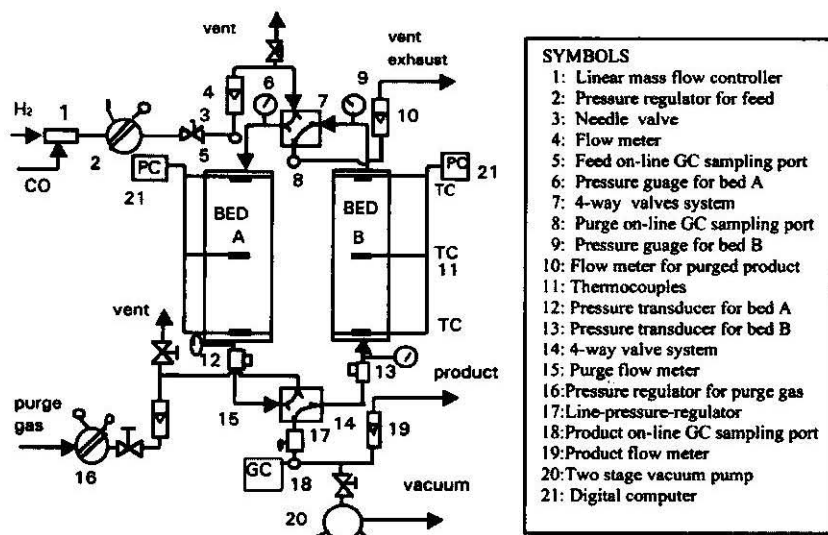 vent
vent
exhaust
4
6
7
9
10
H2
1
3
2
5
8
CO
PC
21
PC
21
BED
A
BED
B
TC
TC
11
TC
vent
12
13
product
purge
gas
15
14
17
19
16
GC
18
vacuum
20
SYMBOLS
1: Linear mass flow controller
2: Pressure regulator for feed
3: Needle valve
4: Flow meter
5: Feed on-line GC sampling port
6: Pressure guage for bed A
7: 4-way valves system
8: Purge on-line GC sampling port
9: Pressure guage for bed B
10: Flow meter for purged product
11: Thermocouples
12: Pressure transducer for bed A
13: Pressure transducer for bed B
14: 4-way valve system
15: Purge flow meter
16: Pressure regulator for purge gas
17: Line-pressure-regulator
18: Product on-line GC sampling port
19: Product flow meter
20: Two stage vacuum pump
21: Digital computer